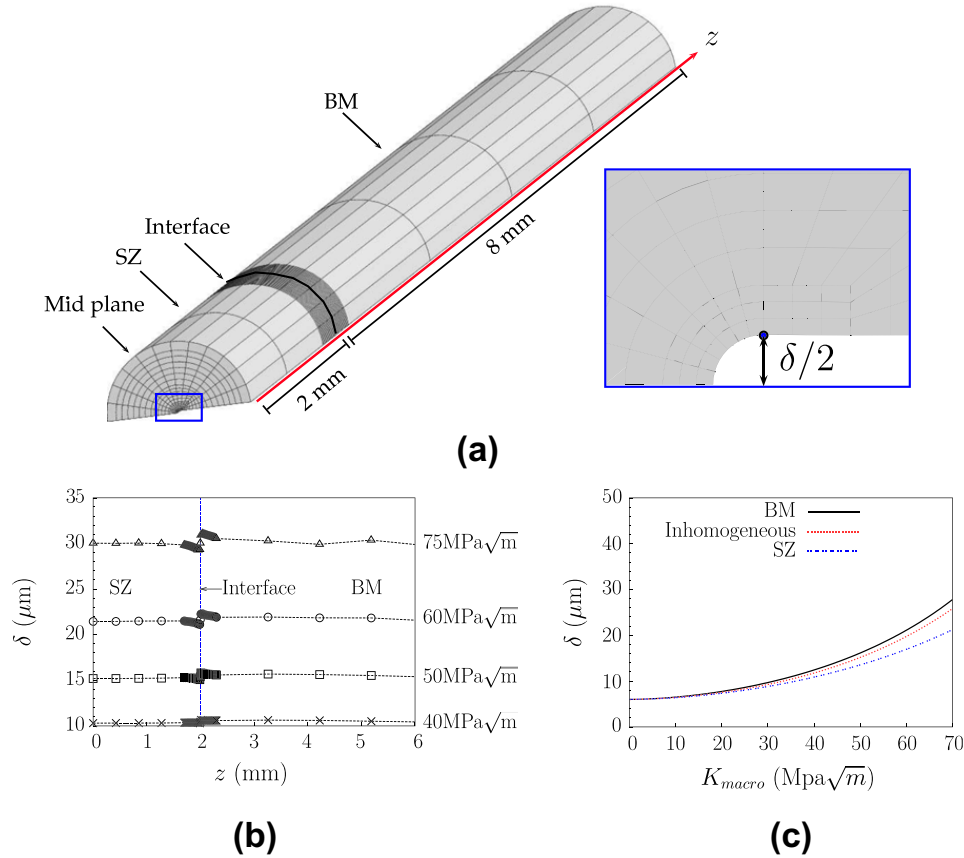 z
BM
Interface
SZ
Mid plane
8 mm
2 mm
δ/2
(a)
35
30
25
20
15
10
δ (μm)
75MPa√m
SZ
Interface
BM
60MPa√m
50MPa√m
40MPa√m
0 1 2 3 4 5 6
z (mm)
(b)
50
40
30
20
10
0
δ (μm)
BM
Inhomogeneous
SZ
0 10 20 30 40 50 60 70
K_macro (Mpa√m)
(c)